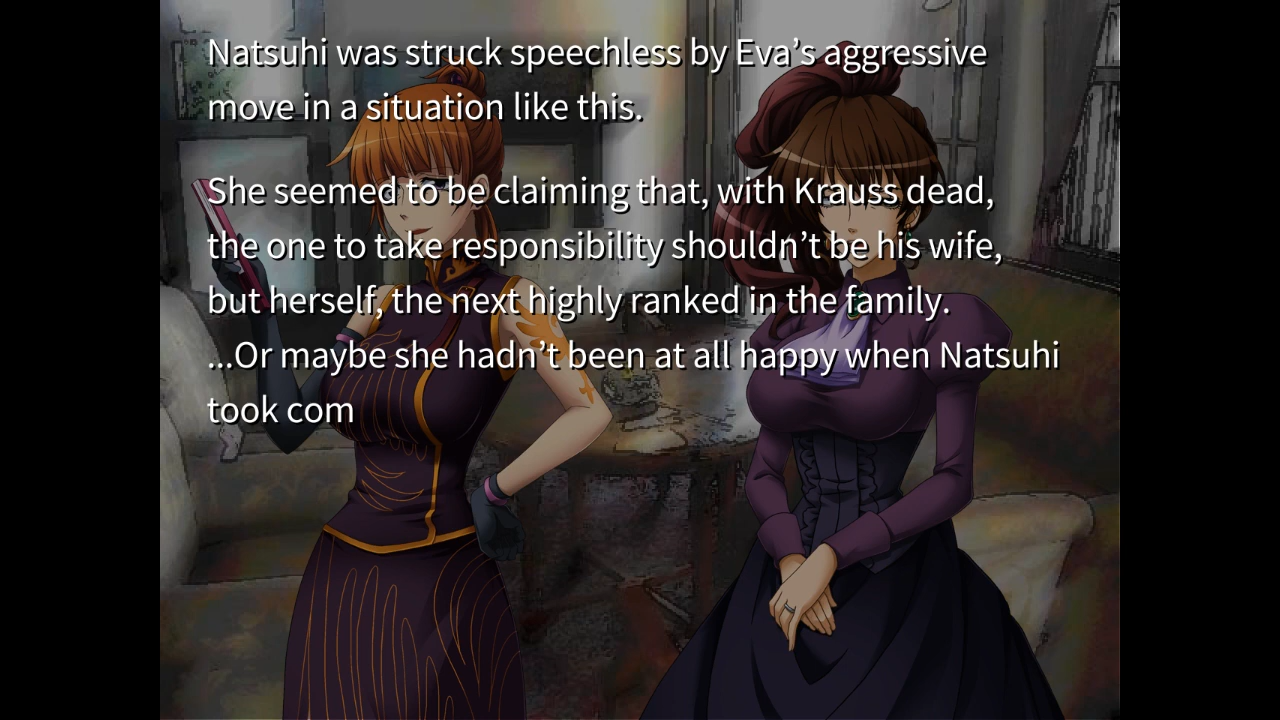 Natsuhi was struck speechless by Eva’s aggressive
move in a situation like this.
She seemed to be claiming that, with Krauss dead,
the one to take responsibility shouldn’t be his wife,
but herself, the next highly ranked in the family.
...Or maybe she hadn’t been at all happy when Natsuhi
took com